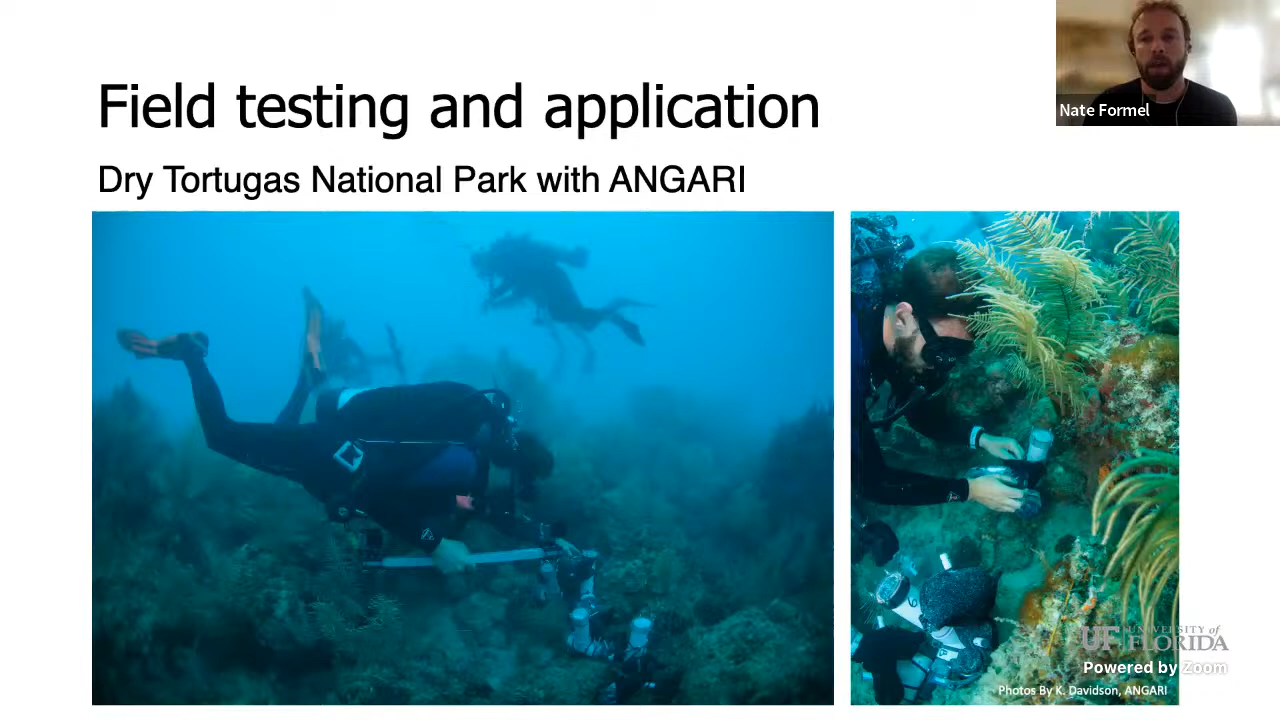 Field testing and application
Dry Tortugas National Park with ANGARI
Nate Formel
UF UNIVERSITY of
FLORIDA
Powered by Zoom
Photos By K. Davidson, ANGARI
6